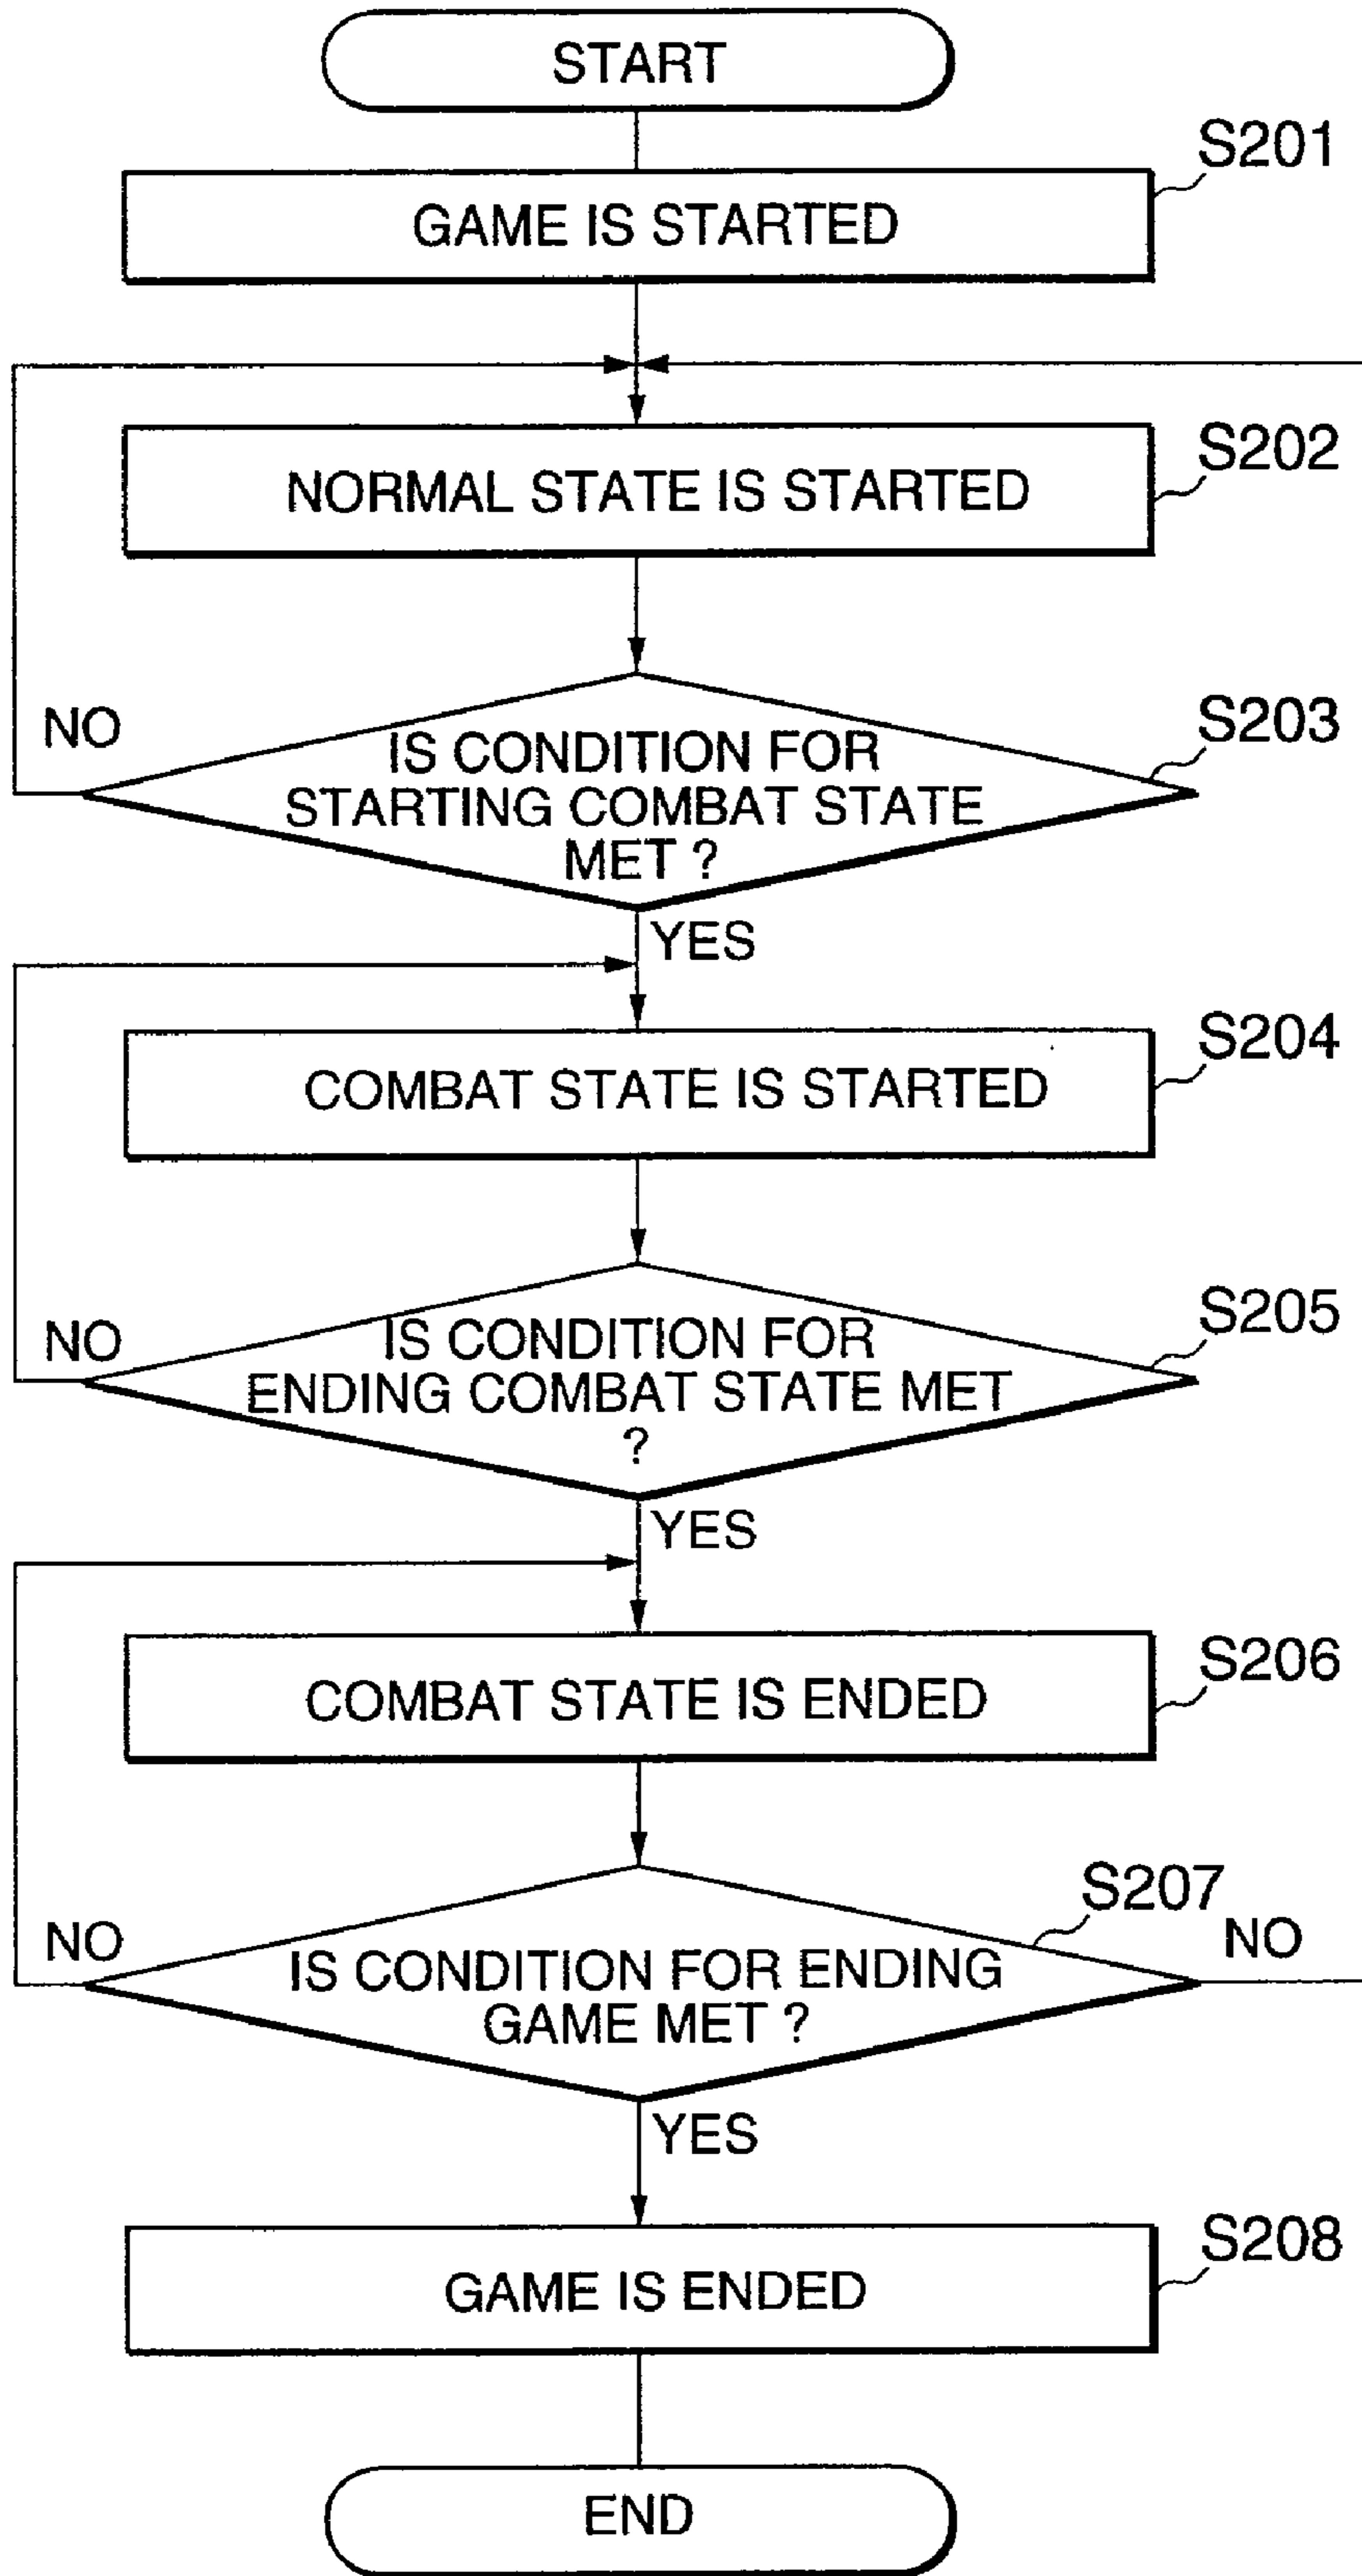 START
S201
GAME IS STARTED
S202
NORMAL STATE IS STARTED
S203
NO
IS CONDITION FOR
STARTING COMBAT STATE
MET ?
YES
S204
COMBAT STATE IS STARTED
S205
NO
IS CONDITION FOR
ENDING COMBAT STATE MET
?
YES
S206
COMBAT STATE IS ENDED
S207
NO
NO
IS CONDITION FOR ENDING
GAME MET ?
YES
S208
GAME IS ENDED
END